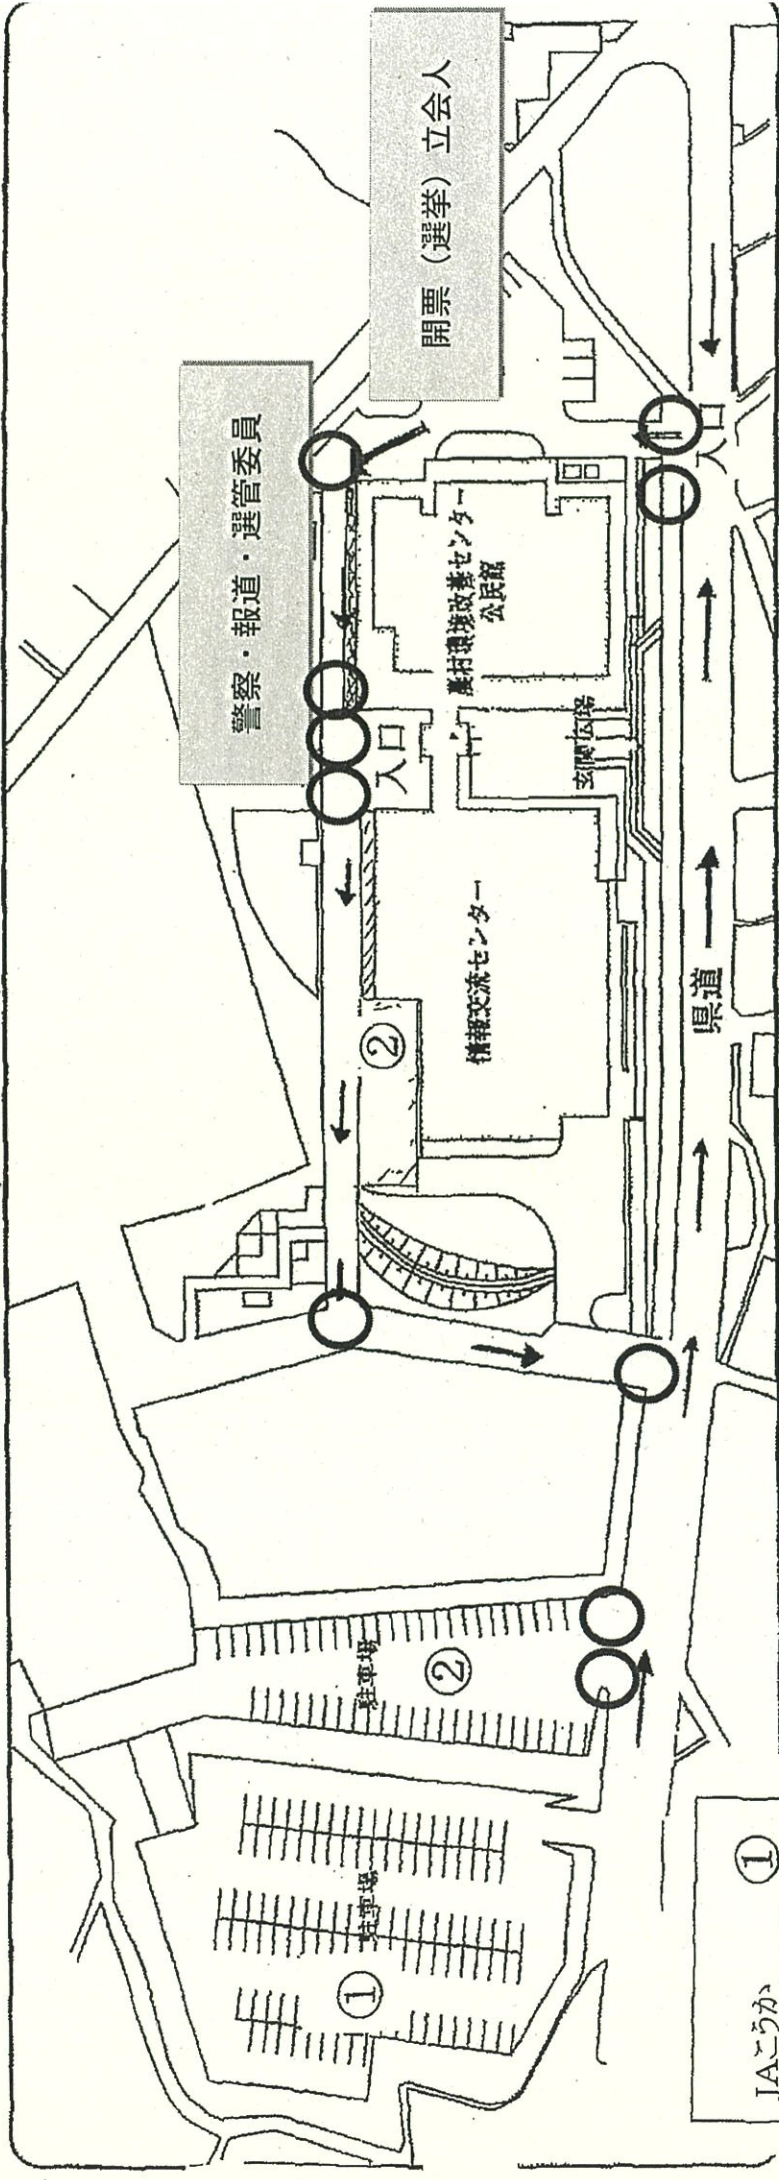 警察・報道・選管委員
開票（選挙）立会人
入口
入口
農村環境改善センター
公民館
玄関広場
情報交流センター
②
県道
駐車場
②
駐車場
①
JAこうか
①